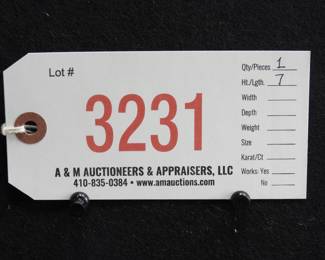 Lot #
3231
A & M AUCTIONEERS & APPRAISERS, LLC
410-835-0384 • www.amauctions.com
Qty/Pieces 1
Ht./Lgth. 7
Width
Depth
Weight
Size
Karat/Ct
Works: Yes
No